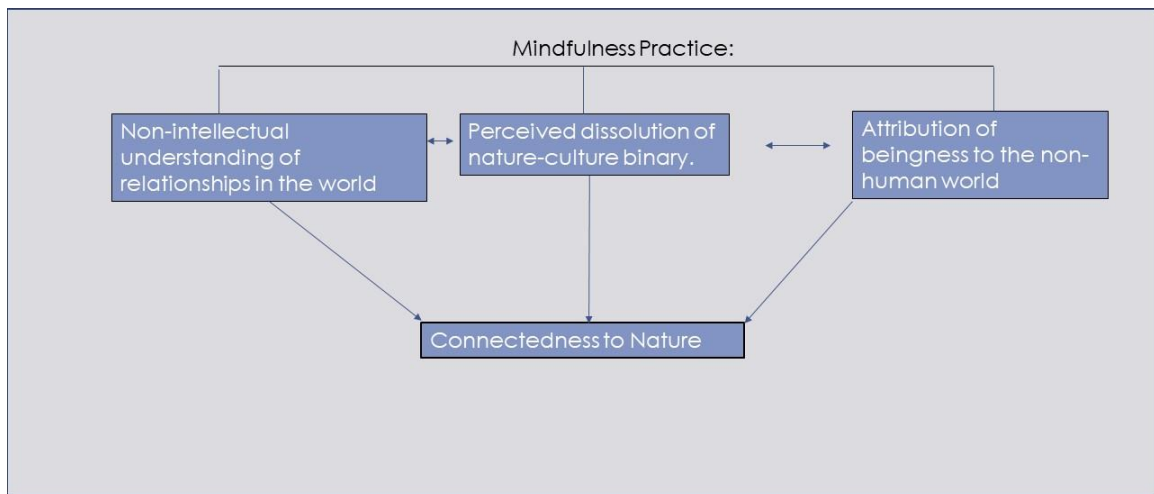 Mindfulness Practice:
Non-intellectual
understanding of
relationships in the world
Perceived dissolution of
nature-culture binary.
Attribution of
beingness to the non-
human world
Connectedness to Nature